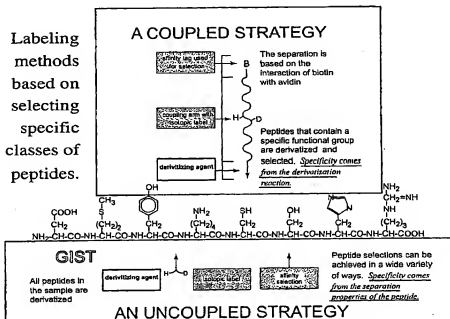 Labeling
methods
based on
selecting
specific
classes of
peptides.
A COUPLED STRATEGY
affinity tag used
for selection
B
The separation is
based on the
interaction of biotin
with avidin
coupling arm with
isotopic label
H
D
Peptides that contain a
specific functional group
are derivatized and
selected. Specificity comes
from the derivatisation
reaction.
derivitizing agent
COOH
CH₂
CH₃
S
(CH₂)₂
OH
CH₂
NH₂
(CH₂)₄
SH
CH₂
OH
CH₂
CH₂
NH₂
C=NH
NH
(CH₂)₃
NH₂-CH-CO-NH-CH-CO-NH-CH-CO-NH-CH-CO-NH-CH-CO-NH-CH-CO-NH-CH-CO-NH-CH-COOH
GIST
All peptides in
the sample are
derivatized
derivitizing agent
H
D
isotopic label
affinity
selection
Peptide selections can be
achieved in a wide variety
of ways. Specificity comes
from the separation
properties of the peptide.
AN UNCOUPLED STRATEGY